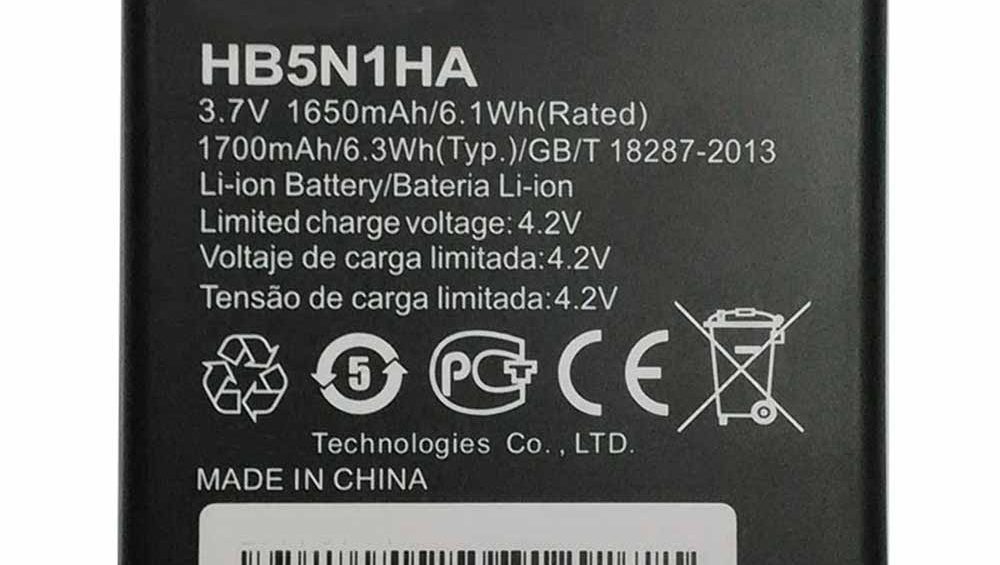 HB5N1HA
3.7V 1650mAh/6.1Wh(Rated)
1700mAh/6.3Wh(Typ.)/GB/T 18287-2013
Li-ion Battery/Bateria Li-ion
Limited charge voltage: 4.2V
Voltaje de carga limitada:4.2V
Tensão de carga limitada:4.2V
5 PCT CE
Technologies Co., LTD.
MADE IN CHINA